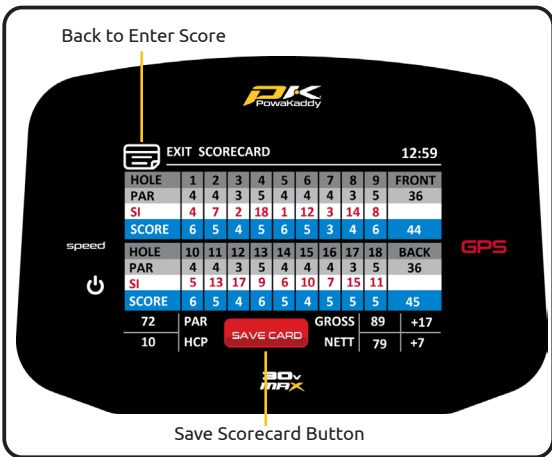 Back to Enter Score
PK
PowaKaddy
EXIT SCORECARD 12:59
HOLE 1 2 3 4 5 6 7 8 9 FRONT
PAR 4 4 3 5 4 4 4 3 5 36
SI 4 7 2 18 1 12 3 14 8
SCORE 6 5 4 5 6 5 3 4 6 44
speed
GPS
HOLE 10 11 12 13 14 15 16 17 18 BACK
PAR 4 4 3 5 4 4 4 3 5 36
SI 5 13 17 9 6 10 7 15 11
SCORE 6 5 4 6 5 4 5 5 5 45
72 PAR SAVE CARD GROSS 89 +17
10 HCP NETT 79 +7
30V
MAX
Save Scorecard Button